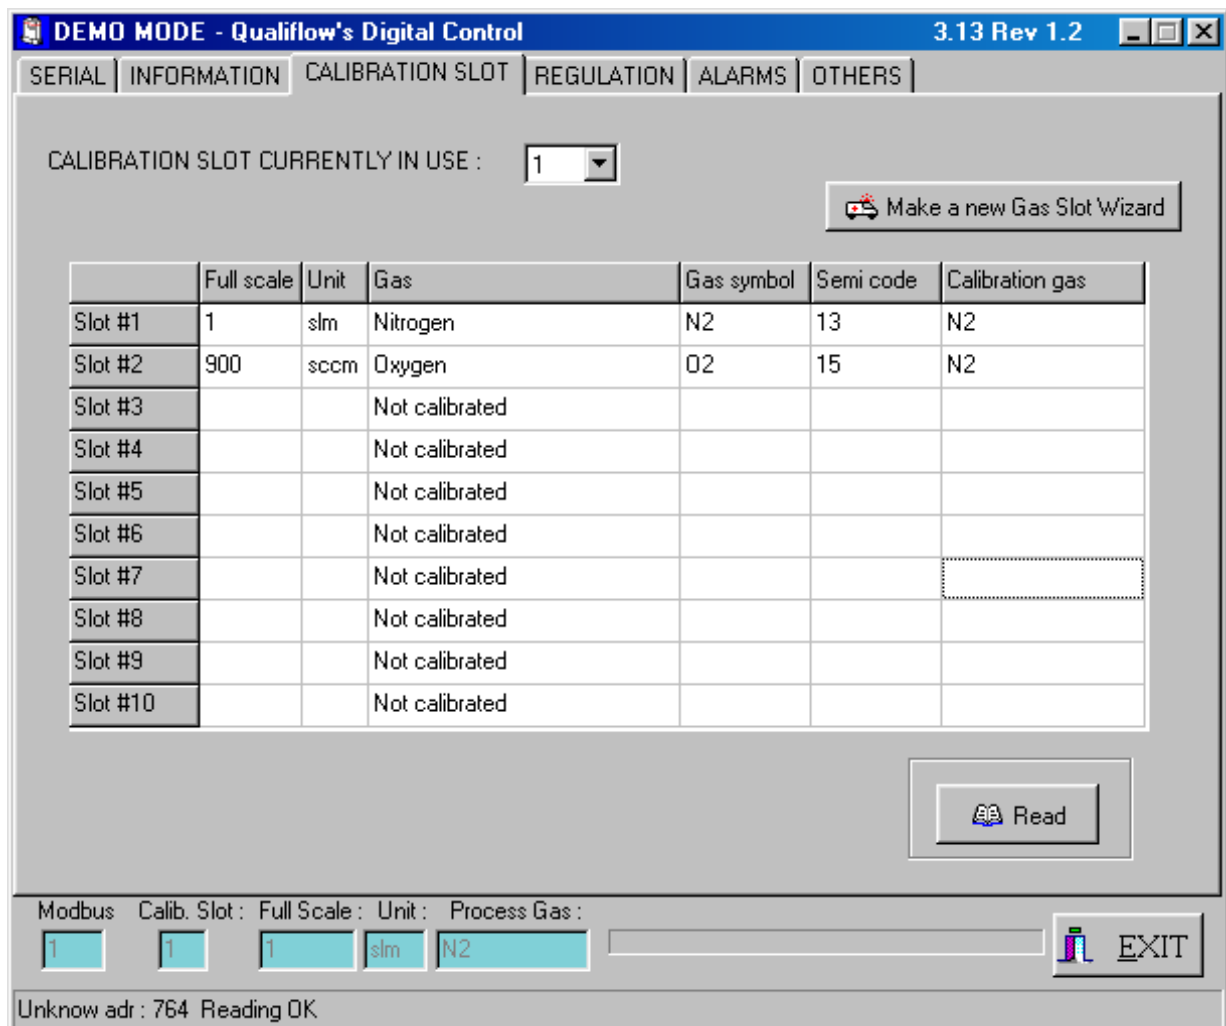 DEMO MODE - Qualiflow's Digital Control 3.13 Rev 1.2
SERIAL INFORMATION CALIBRATION SLOT REGULATION ALARMS OTHERS
CALIBRATION SLOT CURRENTLY IN USE : 1
Make a new Gas Slot Wizard
Full scale Unit Gas Gas symbol Semi code Calibration gas
Slot #1 1 slm Nitrogen N2 13 N2
Slot #2 900 sccm Oxygen O2 15 N2
Slot #3 Not calibrated
Slot #4 Not calibrated
Slot #5 Not calibrated
Slot #6 Not calibrated
Slot #7 Not calibrated
Slot #8 Not calibrated
Slot #9 Not calibrated
Slot #10 Not calibrated
Read
Modbus Calib. Slot : Full Scale : Unit : Process Gas :
1 1 1 slm N2
EXIT
Unknow adr : 764 Reading OK